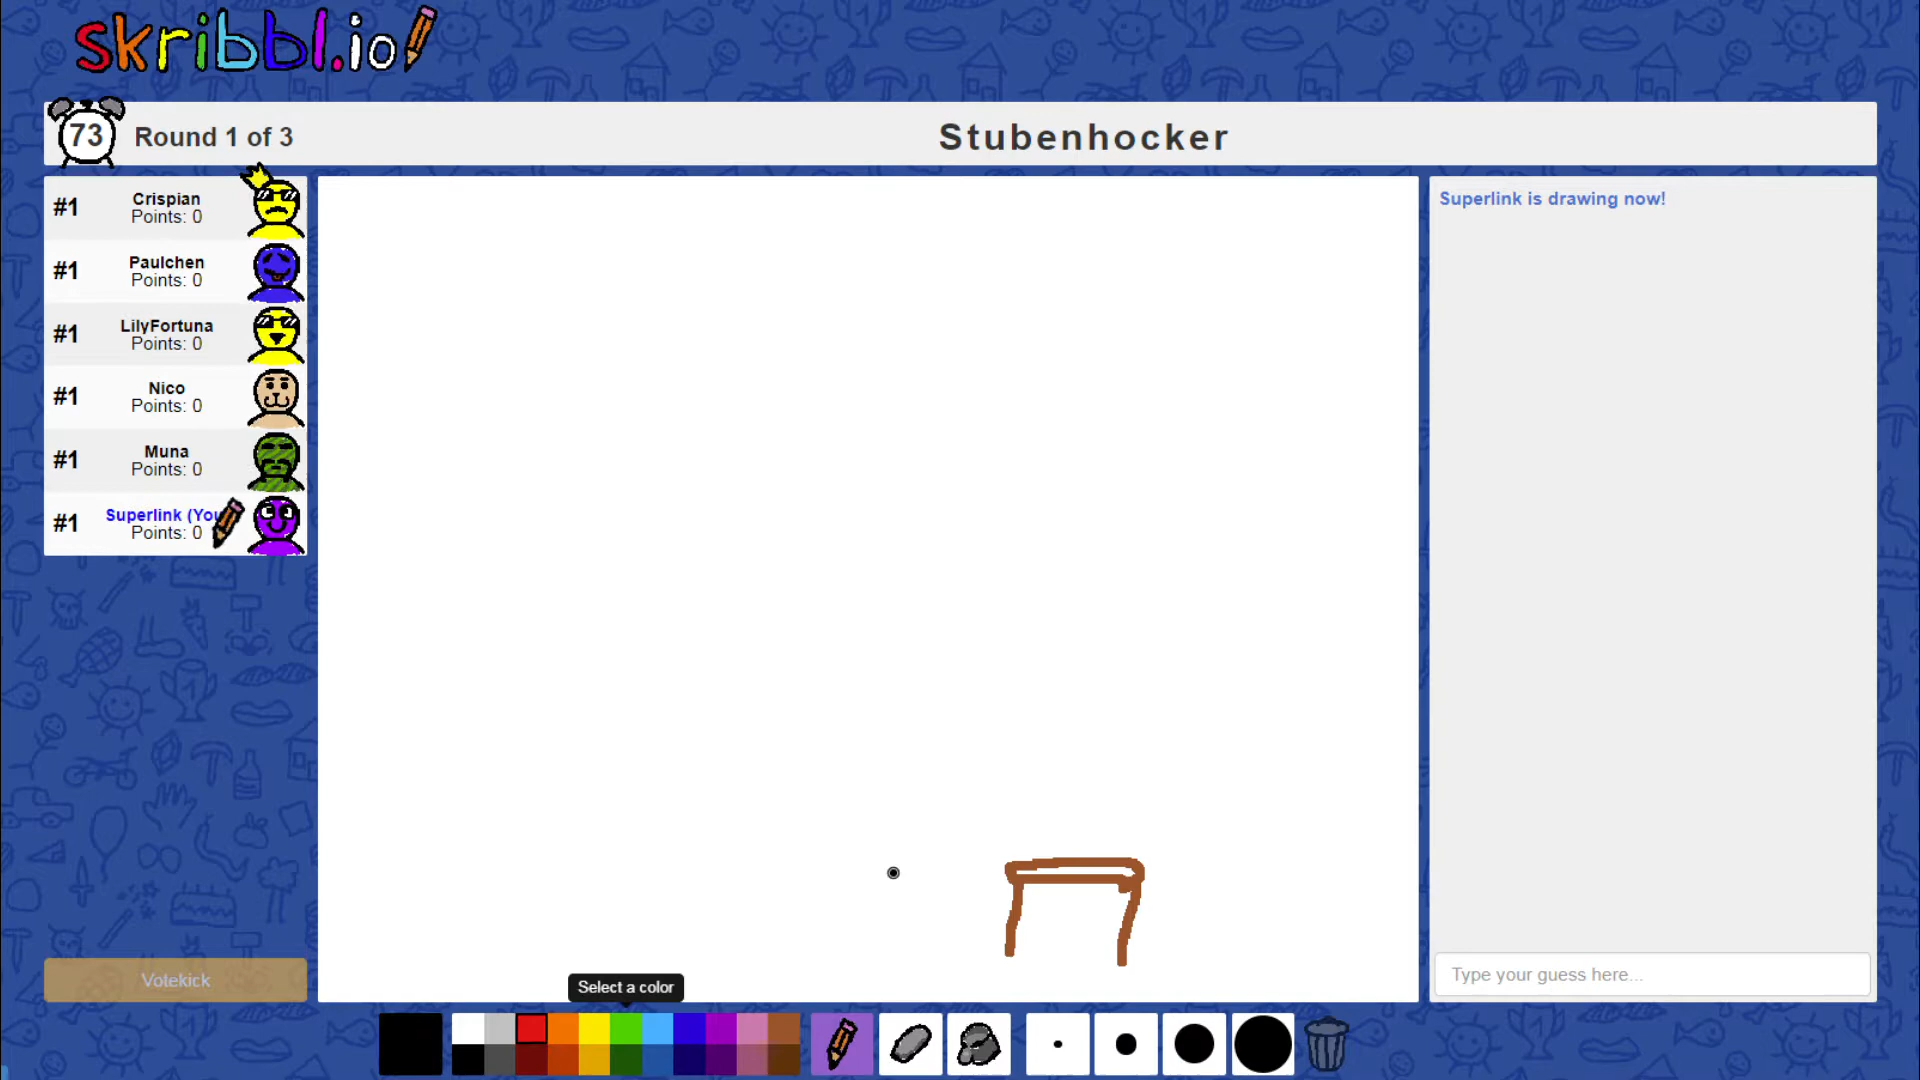 skribbl.io
73 Round 1 of 3 Stubenhocker
#1 Crispian
Points: 0
#1 Paulchen
Points: 0
#1 LilyFortuna
Points: 0
#1 Nico
Points: 0
#1 Muna
Points: 0
#1 Superlink (You
Points: 0
Votekick
Superlink is drawing now!
Type your guess here...
Select a color